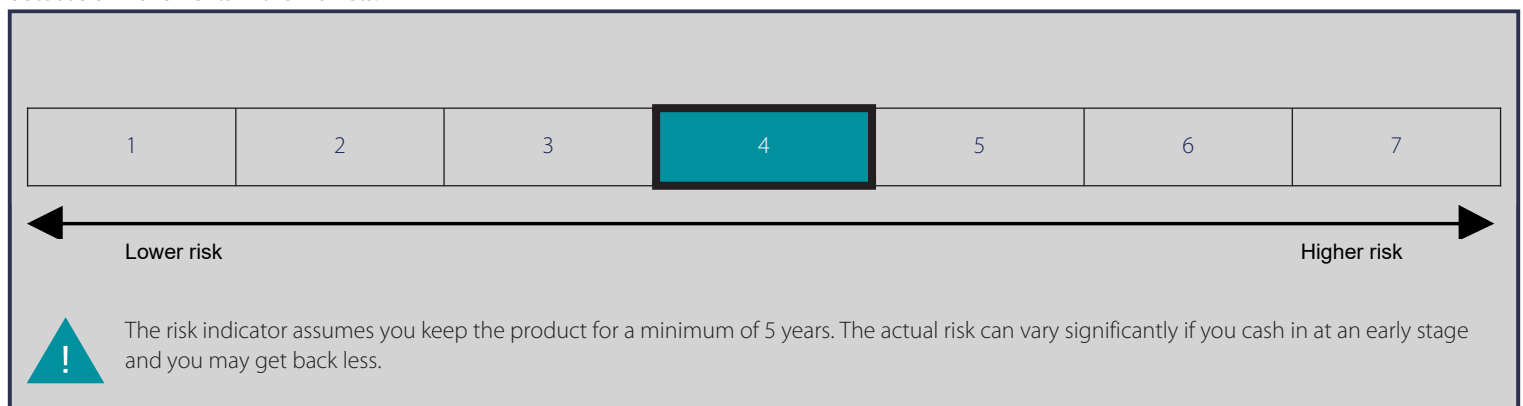 1 2 3 4 5 6 7
Lower risk Higher risk
The risk indicator assumes you keep the product for a minimum of 5 years. The actual risk can vary significantly if you cash in at an early stage
! and you may get back less.